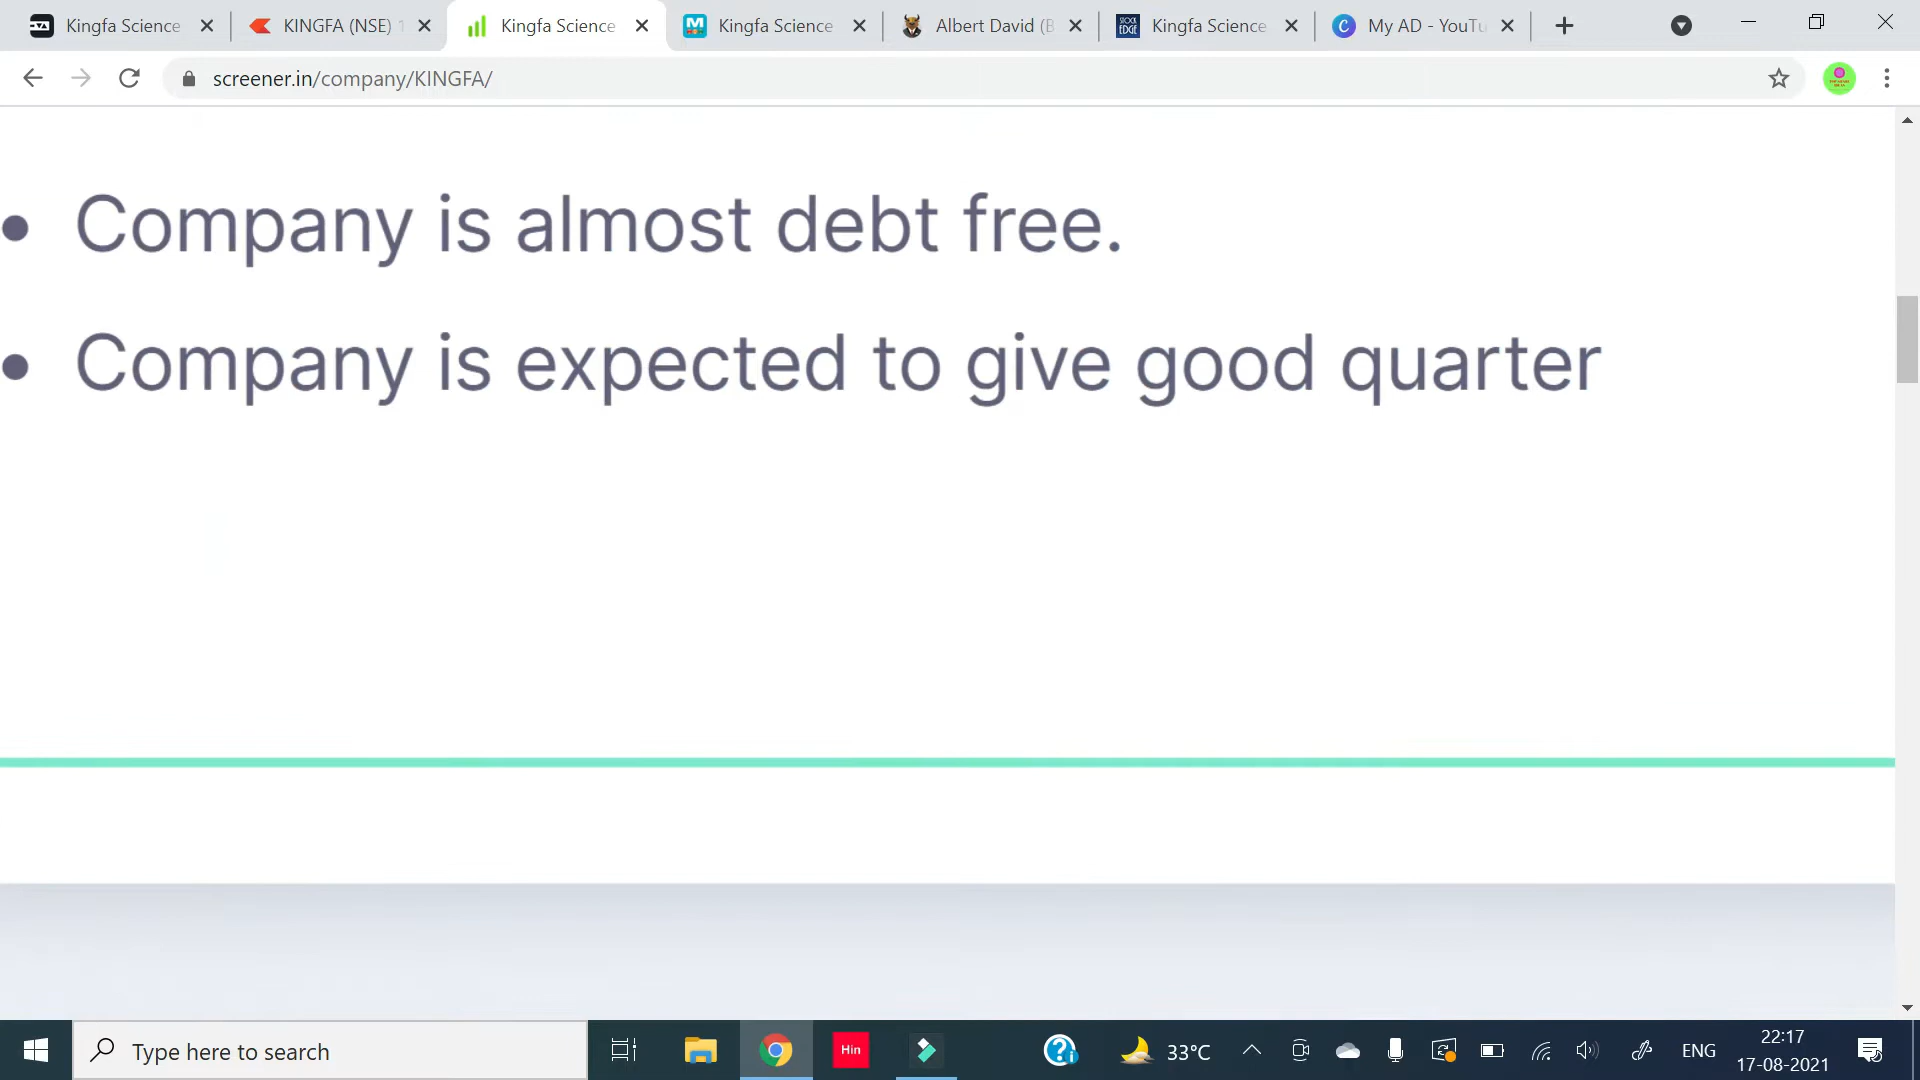 Kingfa Science
KINGFA (NSE)
Kingfa Science
Kingfa Science
Albert David (B
Kingfa Science
My AD - YouTu
screener.in/company/KINGFA/
• Company is almost debt free.
• Company is expected to give good quarter
Type here to search
Hin
33°C
ENG
22:17
17-08-2021